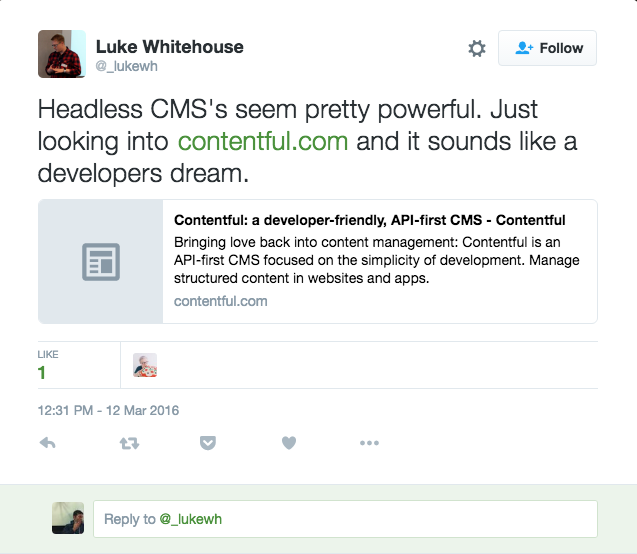 Luke Whitehouse
@_lukewh
Follow
Headless CMS's seem pretty powerful. Just
looking into contentful.com and it sounds like a
developers dream.
Contentful: a developer-friendly, API-first CMS - Contentful
Bringing love back into content management: Contentful is an
API-first CMS focused on the simplicity of development. Manage
structured content in websites and apps.
contentful.com
LIKE
1
12:31 PM - 12 Mar 2016
Reply to @_lukewh